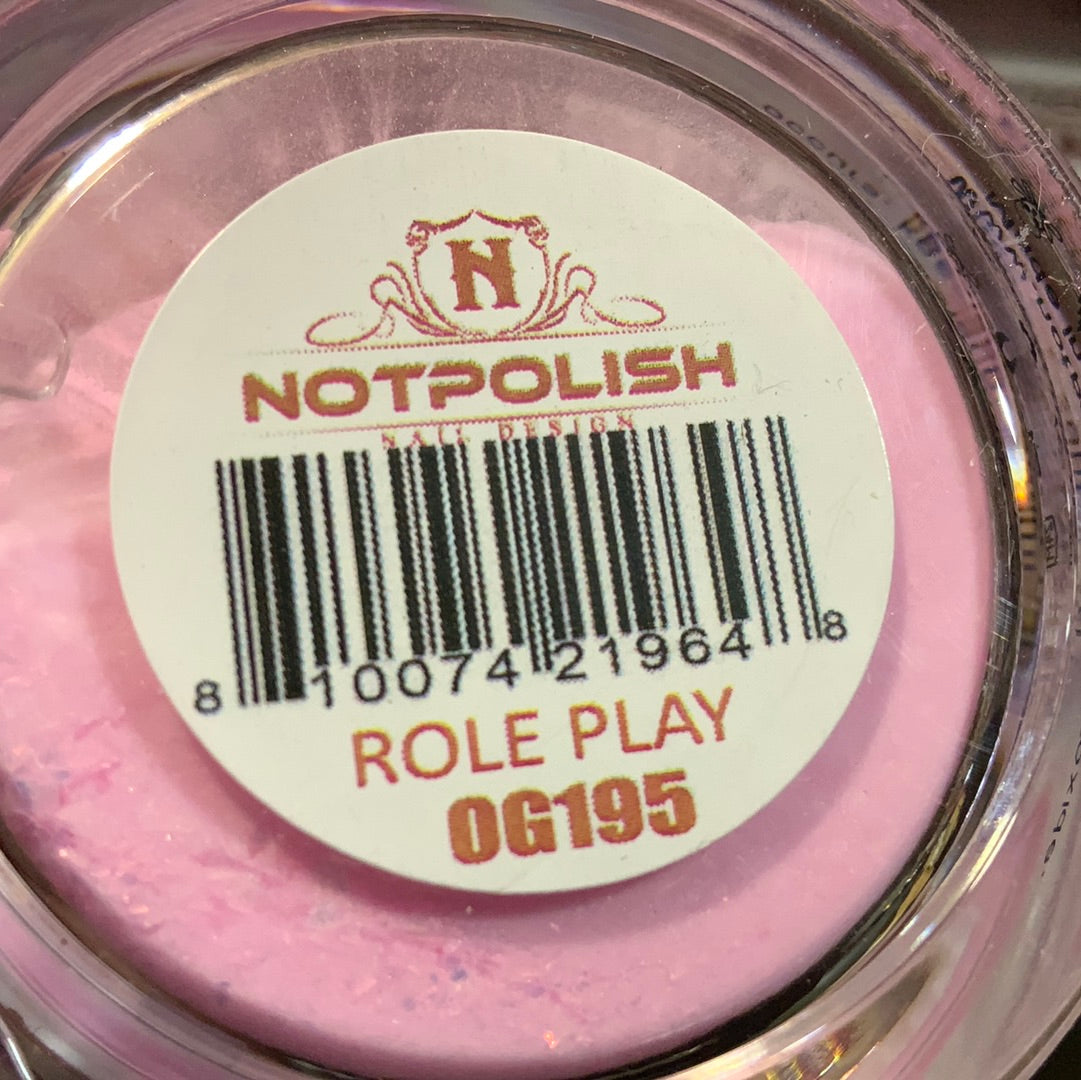 N
NOTPOLISH
NAIL DESIGN
8 10074 21964 8
ROLE PLAY
OG195